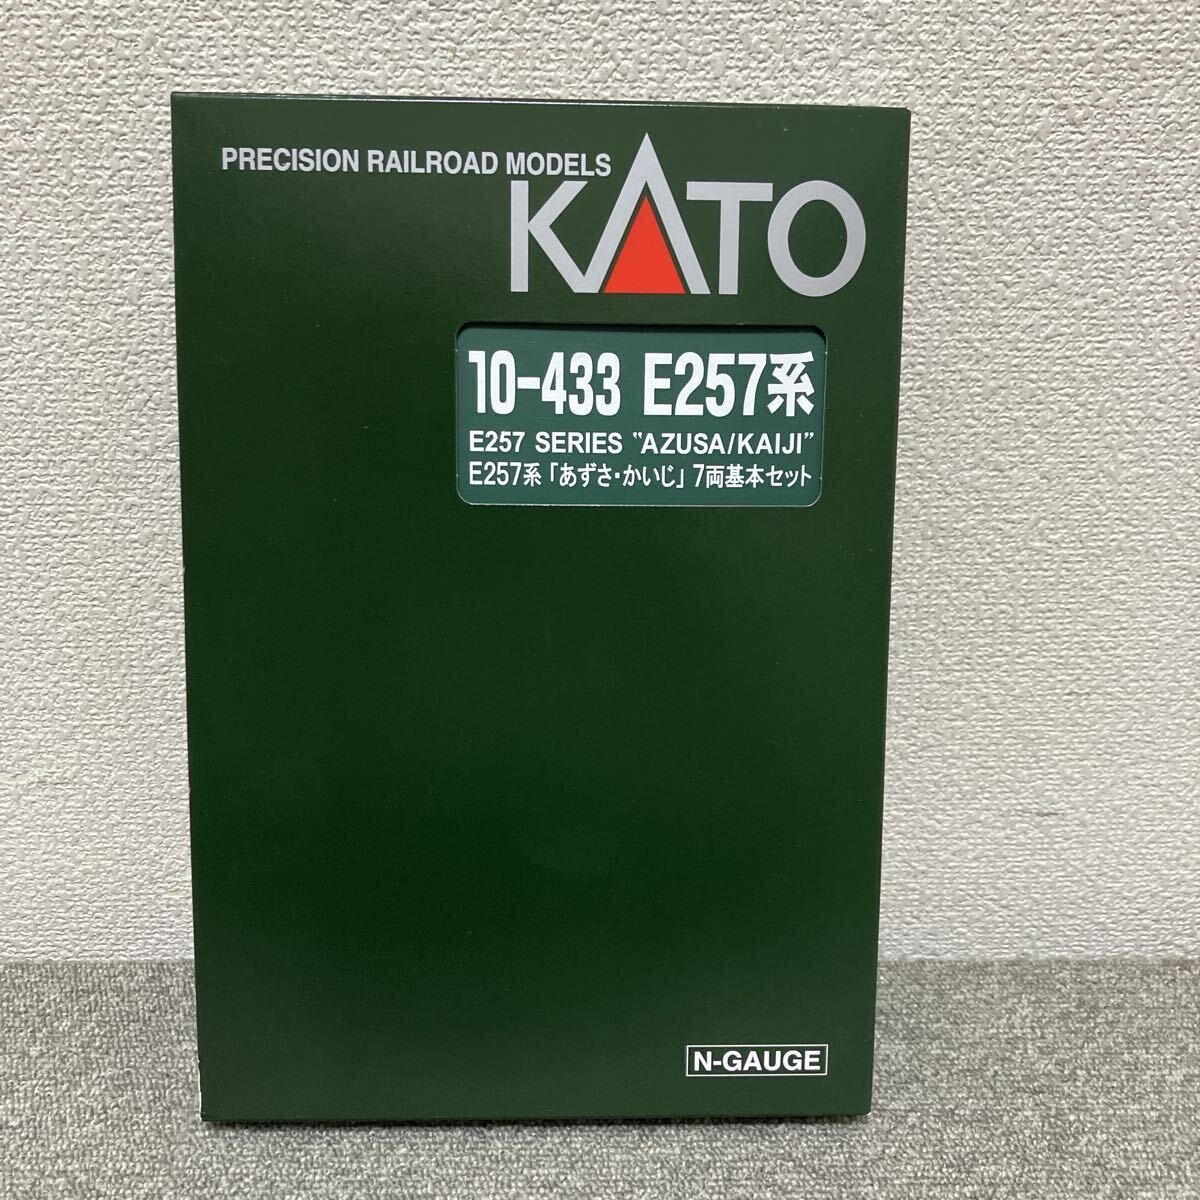 PRECISION RAILROAD MODELS
KATO
10-433 E257系
E257 SERIES "AZUSA/KAIJI"
E257系「あずさ・かいじ」7両基本セット
N-GAUGE